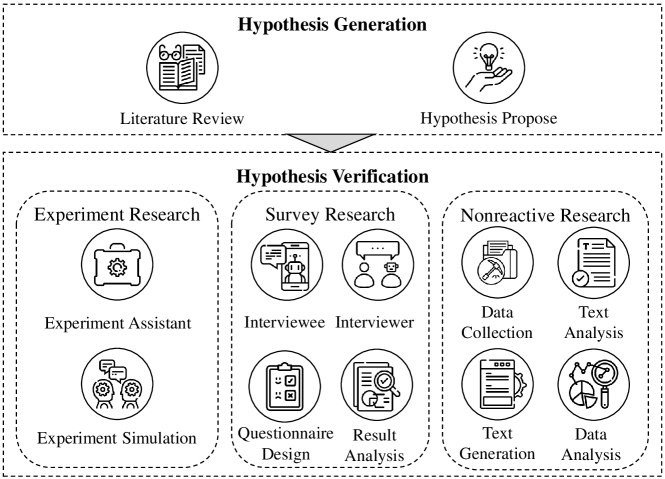 Hypothesis Generation
Literature Review
Hypothesis Propose
Hypothesis Verification
Experiment Research
Experiment Assistant
Experiment Simulation
Survey Research
Interviewee
Interviewer
Questionnaire
Design
Result
Analysis
Nonreactive Research
Data
Collection
Text
Analysis
Text
Generation
Data
Analysis